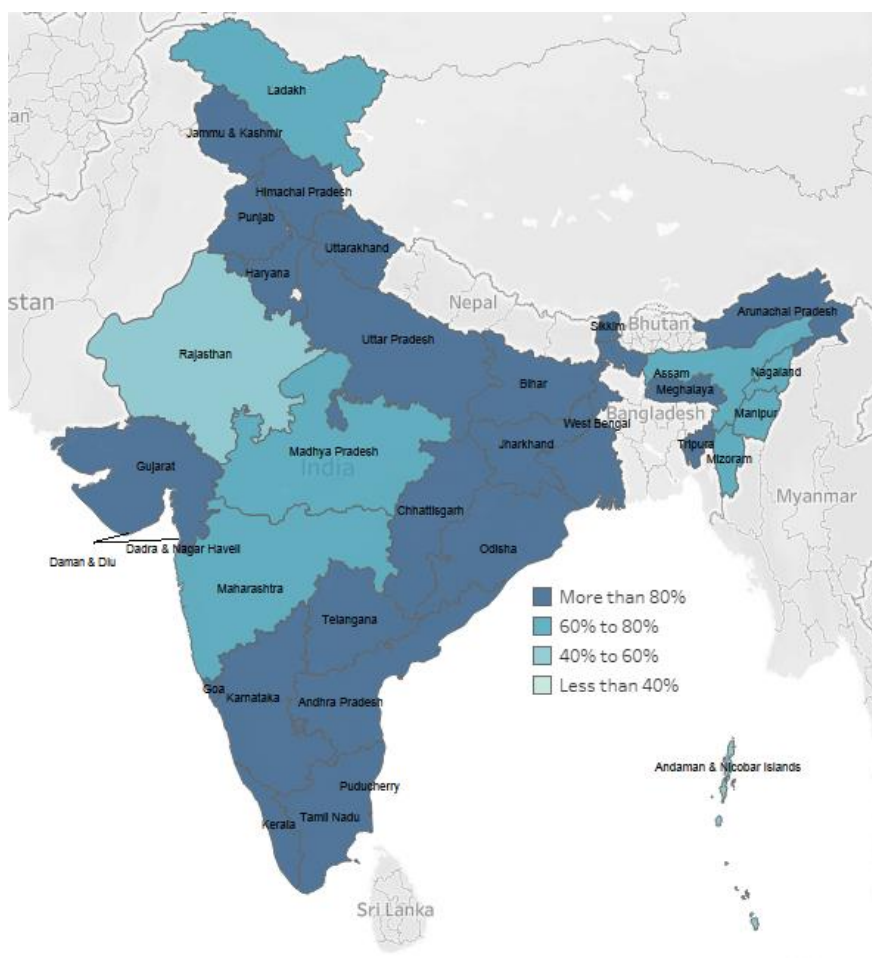 Ladakh
an
Jammu & Kashmir
Himachal Pradesh
Punjab
Uttarakhand
Haryana
stan
Nepal
Sikkim
Bhutan
Arunachal Pradesh
Uttar Pradesh
Rajasthan
Assam
Nagaland
Bihar
Meghalaya
Bangladesh
Manipur
West Bengal
Jharkhand
Tripura
Mizoram
Madhya Pradesh
India
Gujarat
Myanmar
Chhattisgarh
Dadra & Nagar Haveli
Odisha
Daman & Diu
Maharashtra
More than 80%
Telangana
60% to 80%
40% to 60%
Goa
Karnataka
Andhra Pradesh
Less than 40%
Andaman & Nicobar Islands
Puducherry
Kerala
Tamil Nadu
Sri Lanka